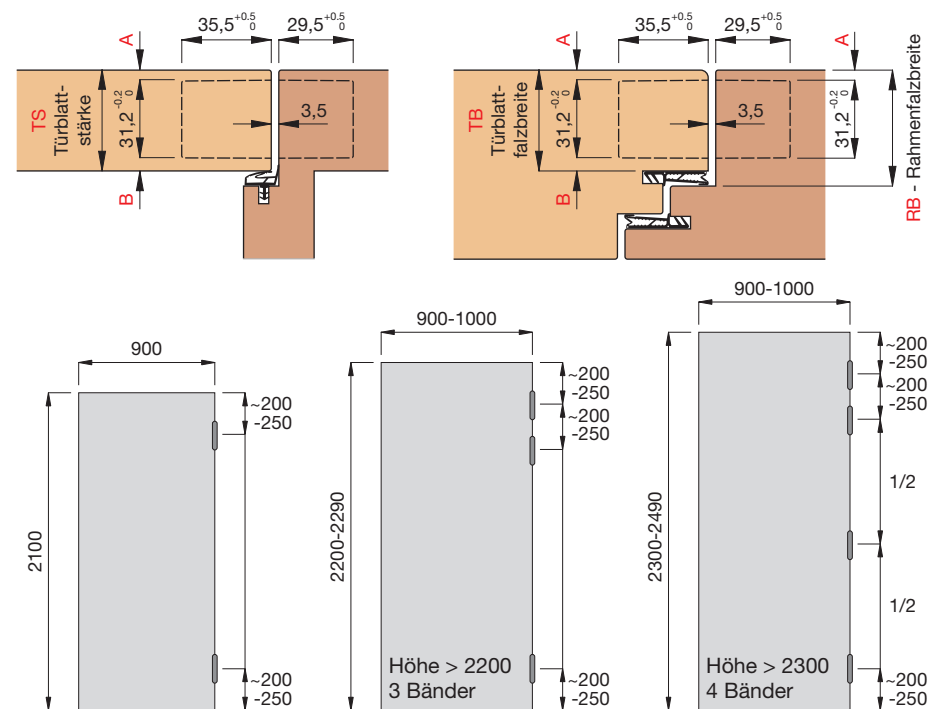 35,5 +0.5 0
29,5 +0.5 0
A
TS
Türblatt-
stärke
31,2 -0.2 0
3,5
B
35,5 +0.5 0
29,5 +0.5 0
A
A
TB
Türblatt-
falzbreite
31,2 -0.2 0
3,5
31,2 -0.2 0
RB - Rahmenfalzbreite
B
900
~200
-250
2100
~200
-250
900-1000
~200
-250
~200
-250
2200-2290
Höhe > 2200
3 Bänder
~200
-250
900-1000
~200
-250
~200
-250
1/2
2300-2490
1/2
Höhe > 2300
4 Bänder
~200
-250